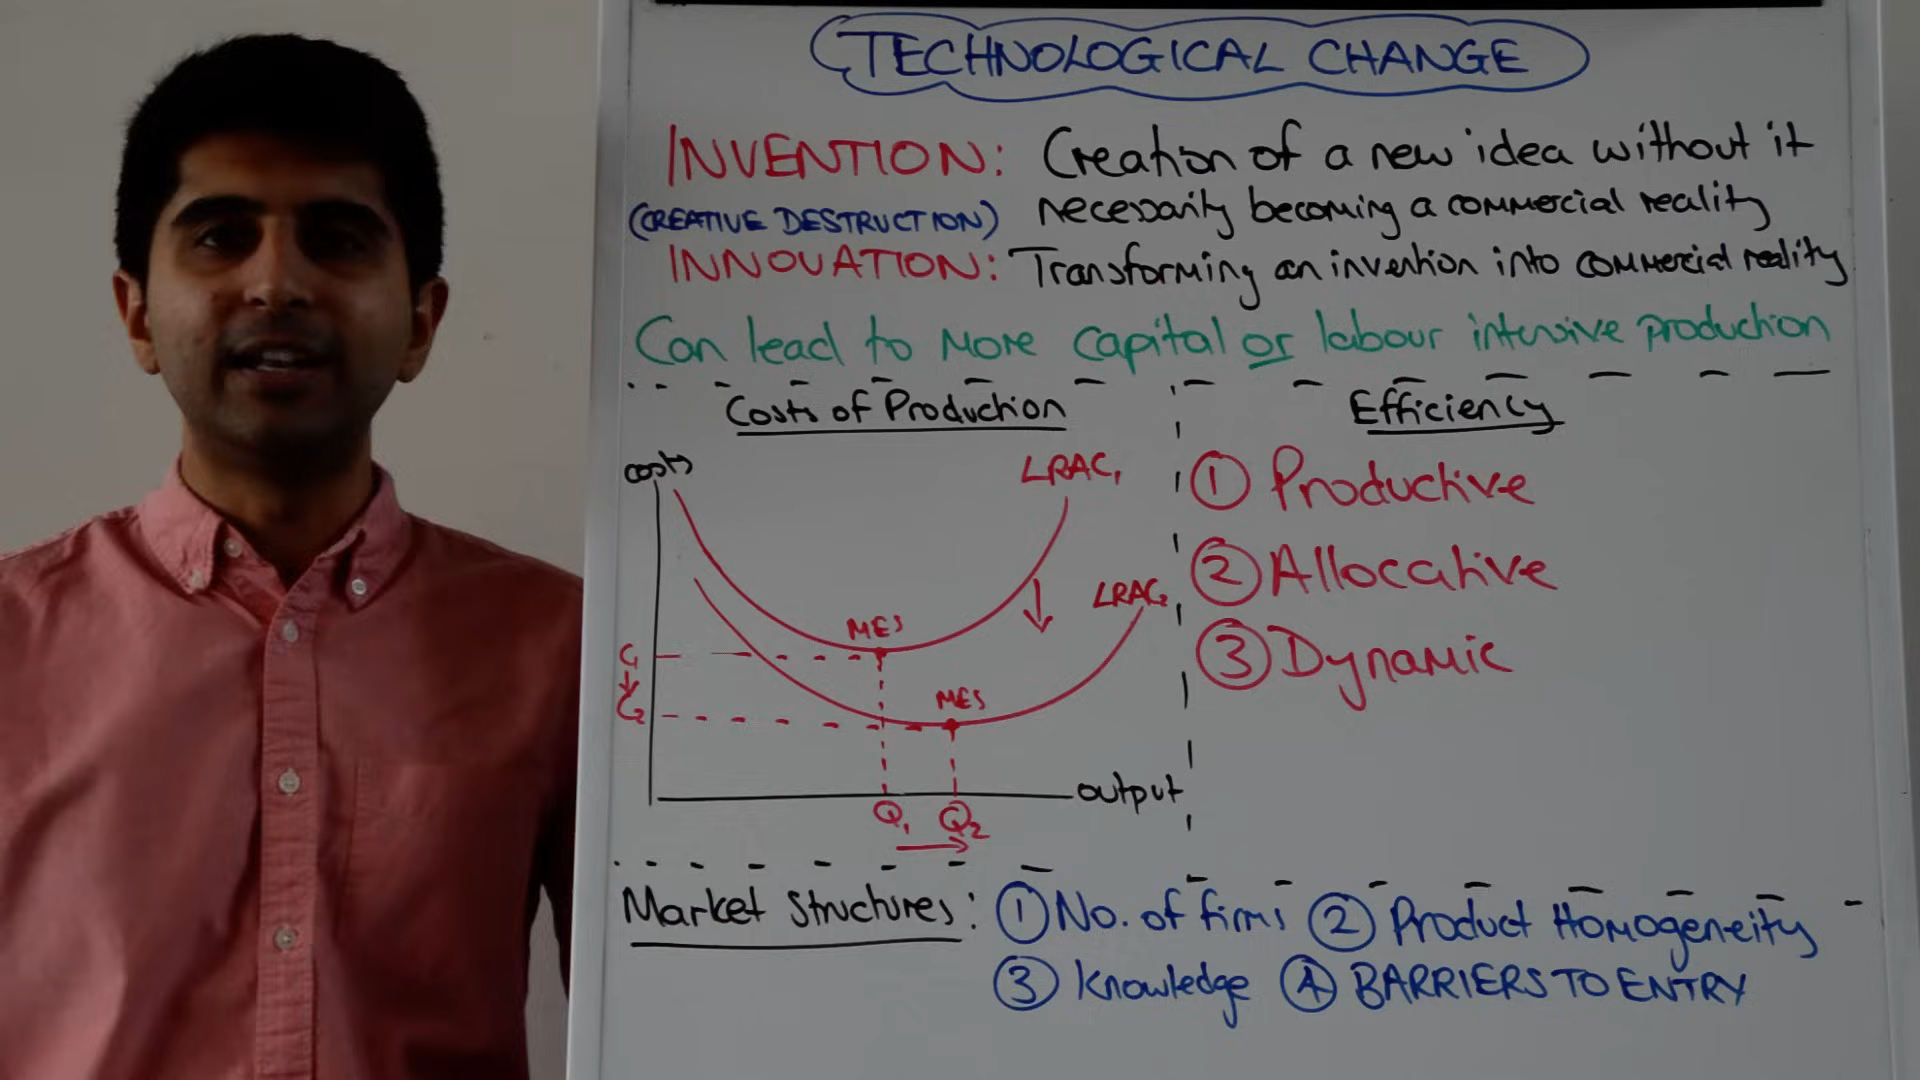 TECHNOLOGICAL CHANGE
INVENTION: Creation of a new idea without it
(CREATIVE DESTRUCTION) necessarily becoming a commercial reality
INNOVATION: Transforming an invention into commercial reality
Can lead to more capital or labour intensive production
Costs of Production
Efficiency
costs
LRAC1
① Productive
② Allocative
LRAC2
MES
③ Dynamic
C1
MES
C2
output
Q1 Q2
Market Structures: ① No. of firms ② Product Homogeneity
③ Knowledge ④ BARRIERS TO ENTRY